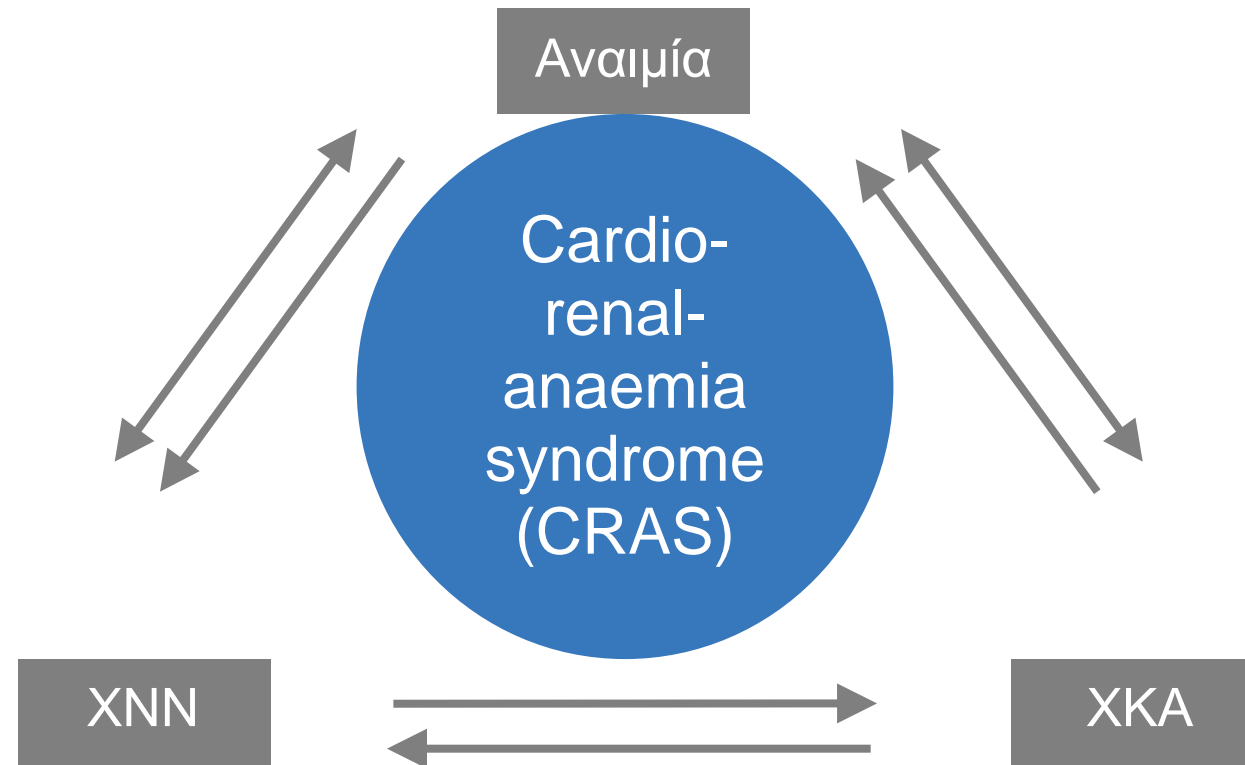 Αναιμία
Cardio-
renal-
anaemia
syndrome
(CRAS)
ΧΝΝ
ΧΚΑ